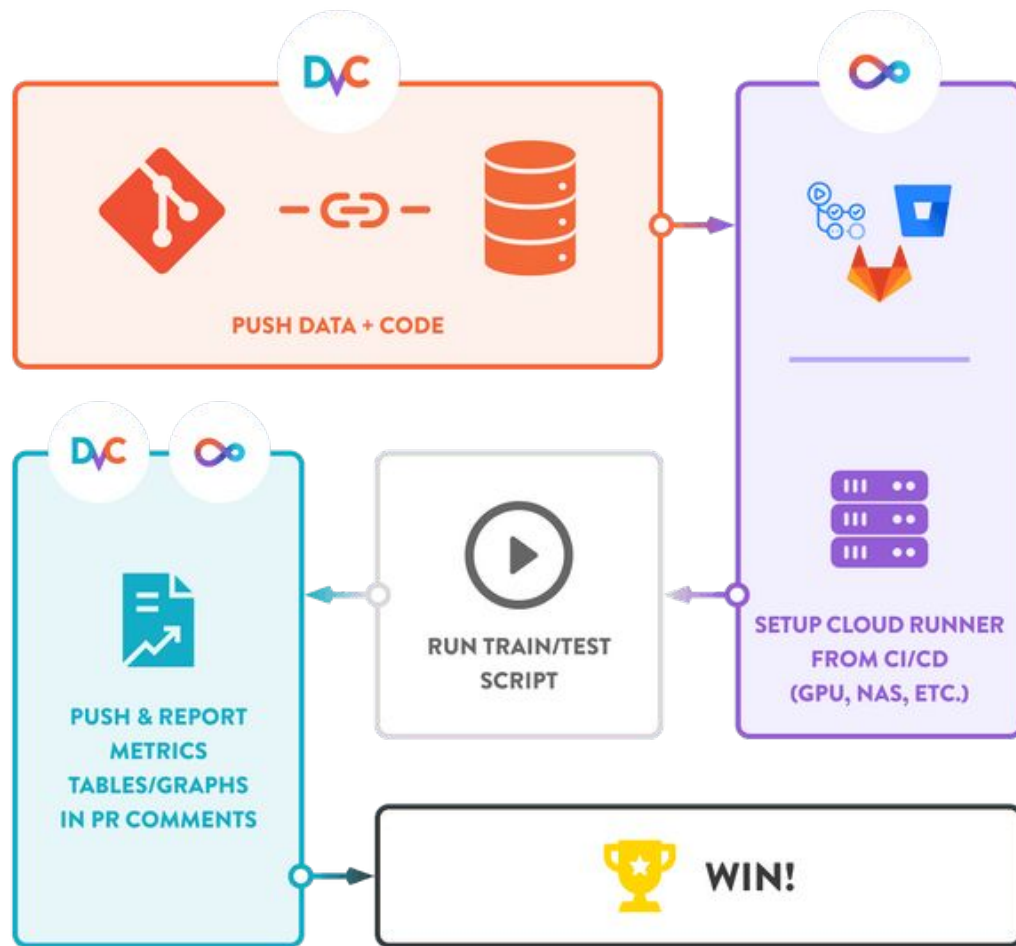 DVC
PUSH DATA + CODE
SETUP CLOUD RUNNER
FROM CI/CD
(GPU, NAS, ETC.)
RUN TRAIN/TEST
SCRIPT
DVC
PUSH & REPORT
METRICS
TABLES/GRAPHS
IN PR COMMENTS
WIN!